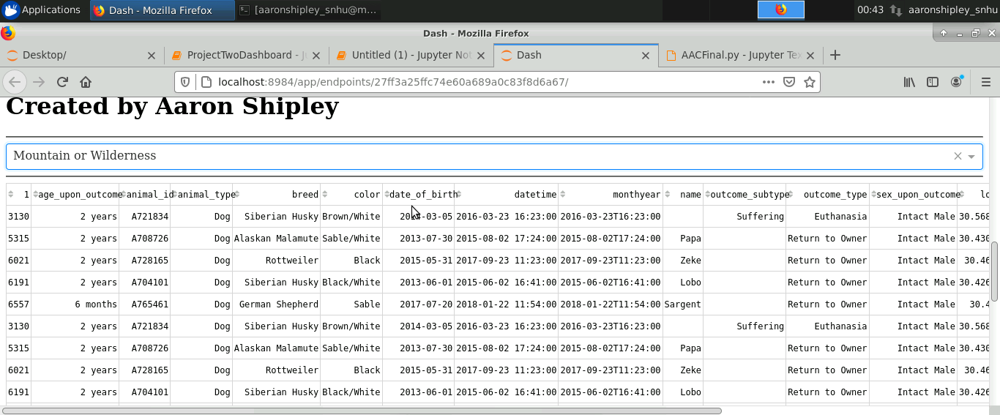 Applications Dash - Mozilla Firefox [aaronshipley_snhu@m... 00:43 aaronshipley_snhu
Dash - Mozilla Firefox
Desktop/ ProjectTwoDashboard - Untitled (1) - Jupyter Not Dash AACFinal.py - Jupyter Tex
localhost:8984/app/endpoints/27ff3a25ffc74e60a689a0c83f8d6a67/
Created by Aaron Shipley
Mountain or Wilderness
1 age_upon_outcome animal_id animal_type breed color date_of_birth datetime monthyear name outcome_subtype outcome_type sex_upon_outcome lo
3130 2 years A721834 Dog Siberian Husky Brown/White 2014-03-05 2016-03-23 16:23:00 2016-03-23T16:23:00 Suffering Euthanasia Intact Male 30.568
5315 2 years A708726 Dog Alaskan Malamute Sable/White 2013-07-30 2015-08-02 17:24:00 2015-08-02T17:24:00 Papa Return to Owner Intact Male 30.430
6021 2 years A728165 Dog Rottweiler Black 2015-05-31 2017-09-23 11:23:00 2017-09-23T11:23:00 Zeke Return to Owner Intact Male 30.46
6191 2 years A704101 Dog Siberian Husky Black/White 2013-06-01 2015-06-02 16:41:00 2015-06-02T16:41:00 Lobo Return to Owner Intact Male 30.426
6557 6 months A765461 Dog German Shepherd Sable 2017-07-20 2018-01-22 11:54:00 2018-01-22T11:54:00 Sargent Return to Owner Intact Male 30.4
3130 2 years A721834 Dog Siberian Husky Brown/White 2014-03-05 2016-03-23 16:23:00 2016-03-23T16:23:00 Suffering Euthanasia Intact Male 30.568
5315 2 years A708726 Dog Alaskan Malamute Sable/White 2013-07-30 2015-08-02 17:24:00 2015-08-02T17:24:00 Papa Return to Owner Intact Male 30.430
6021 2 years A728165 Dog Rottweiler Black 2015-05-31 2017-09-23 11:23:00 2017-09-23T11:23:00 Zeke Return to Owner Intact Male 30.46
6191 2 years A704101 Dog Siberian Husky Black/White 2013-06-01 2015-06-02 16:41:00 2015-06-02T16:41:00 Lobo Return to Owner Intact Male 30.426